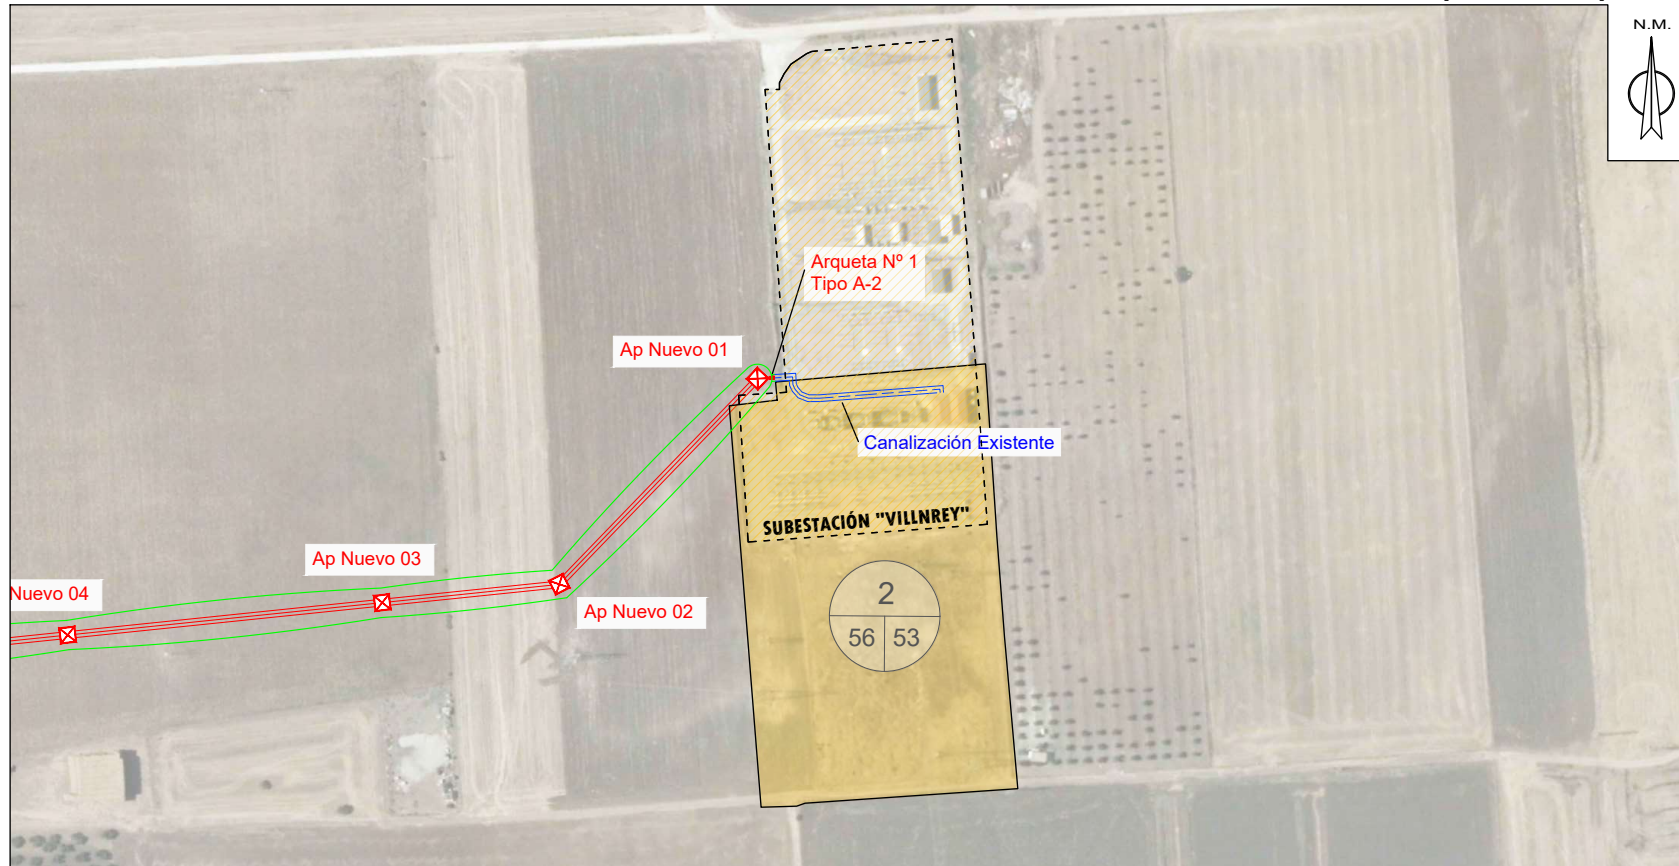 N.M.
Arqueta Nº 1
Tipo A-2
Ap Nuevo 01
Canalización Existente
SUBESTACIÓN "VILLNREY"
Ap Nuevo 03
Nuevo 04
Ap Nuevo 02
2
56 53